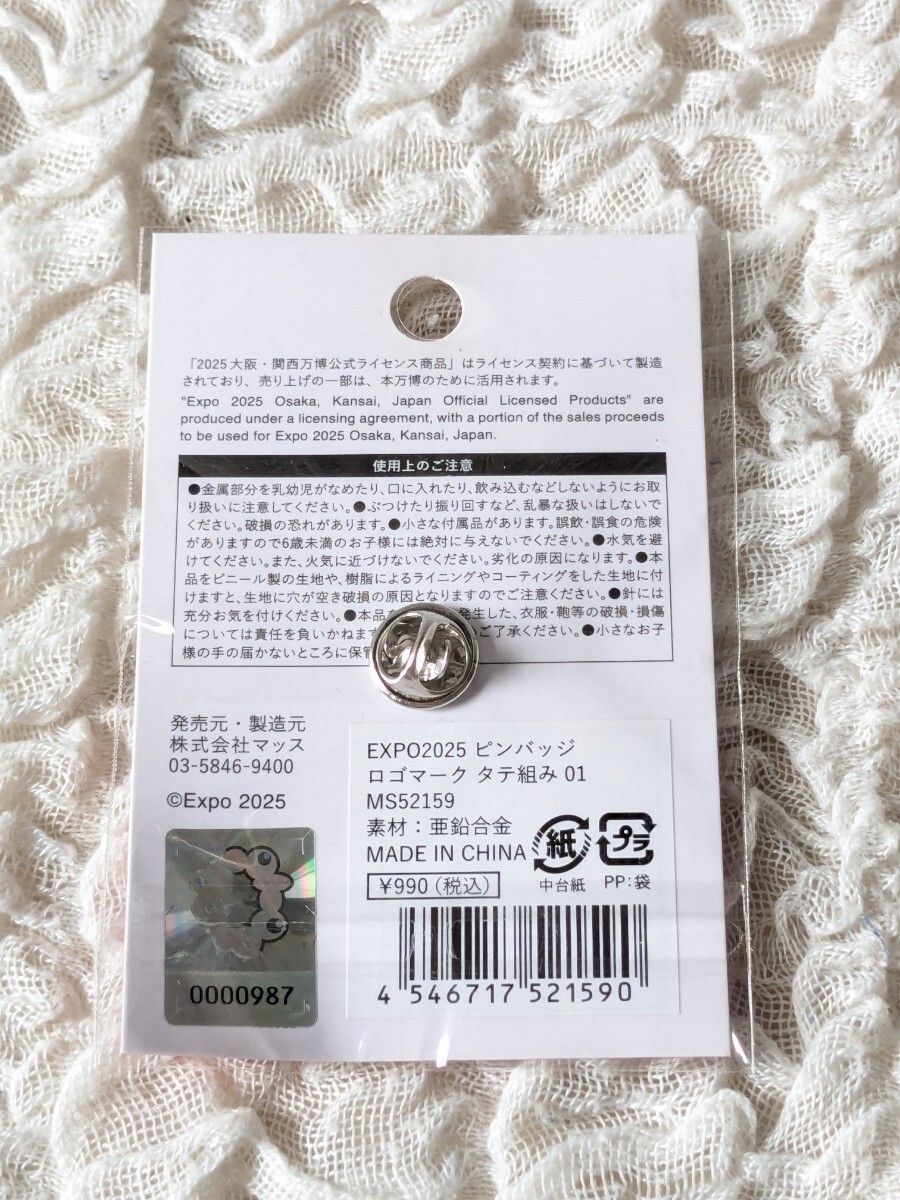 「2025大阪・関西万博公式ライセンス商品」はライセンス契約に基づいて製造
されており、売り上げの一部は、本万博のために活用されます。
"Expo 2025 Osaka, Kansai, Japan Official Licensed Products" are
produced under a licensing agreement, with a portion of the sales proceeds
to be used for Expo 2025 Osaka, Kansai, Japan.
使用上のご注意
●金属部分を乳幼児がなめたり、口に入れたり、飲み込むなどしないようにお取
り扱いに注意してください。●ぶつけたり振り回すなど、乱暴な扱いはしないで
ください。破損の恐れがあります。●小さな付属品があります。誤飲・誤食の危険
がありますので6歳未満のお子様には絶対に与えないでください。●水気を避
けてください。また、火気に近づけないでください。劣化の原因になります。●本
品をビニール製の生地や、樹脂によるライニングやコーティングをした生地に付
けますと、生地に穴が空き破損の原因となりますのでご注意ください。●針には
充分お気を付けください。●本品 発生した、衣服・鞄等の破損・損傷
については責任を負いかねます ご了承ください。●小さなお子
様の手の届かないところに保管
発売元・製造元
株式会社マッス
03-5846-9400
©Expo 2025
0000987
EXPO2025 ピンバッジ
ロゴマーク タテ組み 01
MS52159
素材：亜鉛合金
MADE IN CHINA
¥990（税込）
紙
中台紙
プラ
PP：袋
4 546717 521590